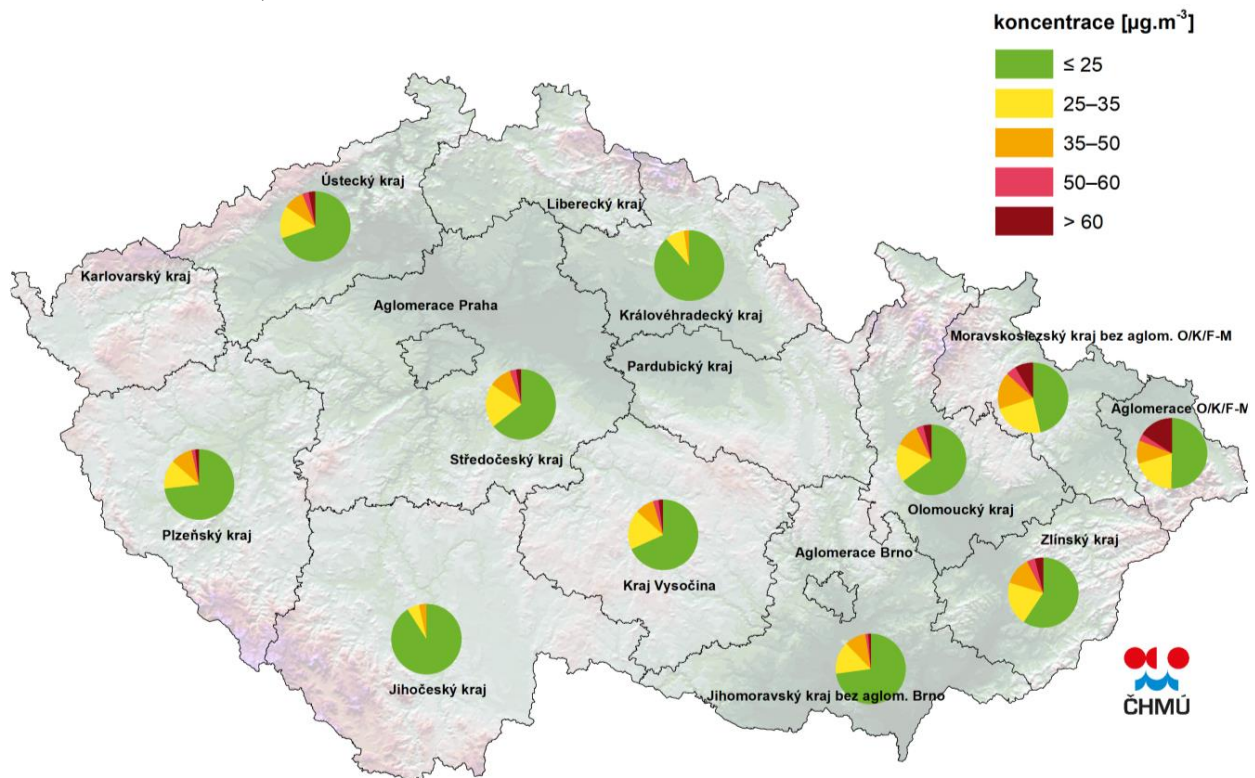 koncentrace [µg.m⁻³]
≤ 25
25–35
35–50
50–60
> 60
Ústecký kraj
Liberecký kraj
Karlovarský kraj
Aglomerace Praha
Královéhradecký kraj
Moravskoslezský kraj bez aglom. O/K/F-M
Pardubický kraj
Aglomerace O/K/F-M
Středočeský kraj
Olomoucký kraj
Plzeňský kraj
Zlínský kraj
Aglomerace Brno
Kraj Vysočina
Jihočeský kraj
Jihomoravský kraj bez aglom. Brno
ČHMÚ